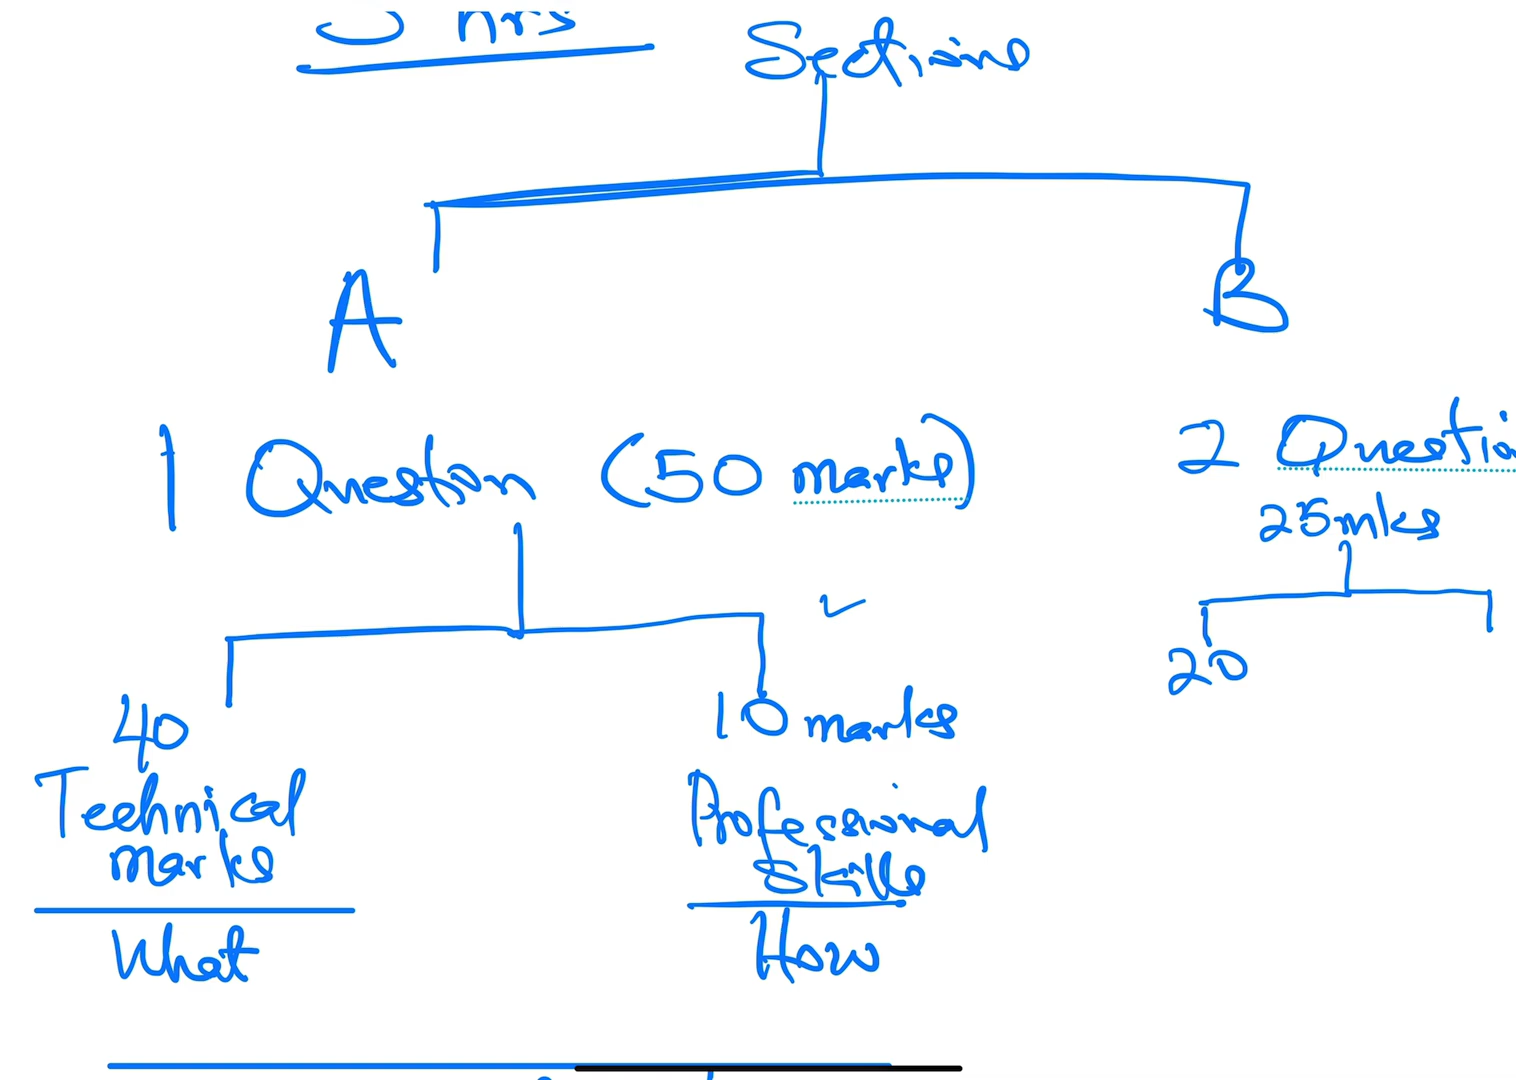 3 hrs
Sections
A
B
1 Question (50 marks)
2 Questio
25mks
20
40
Technical
marks
What
10 marks
Professional
Skills
How